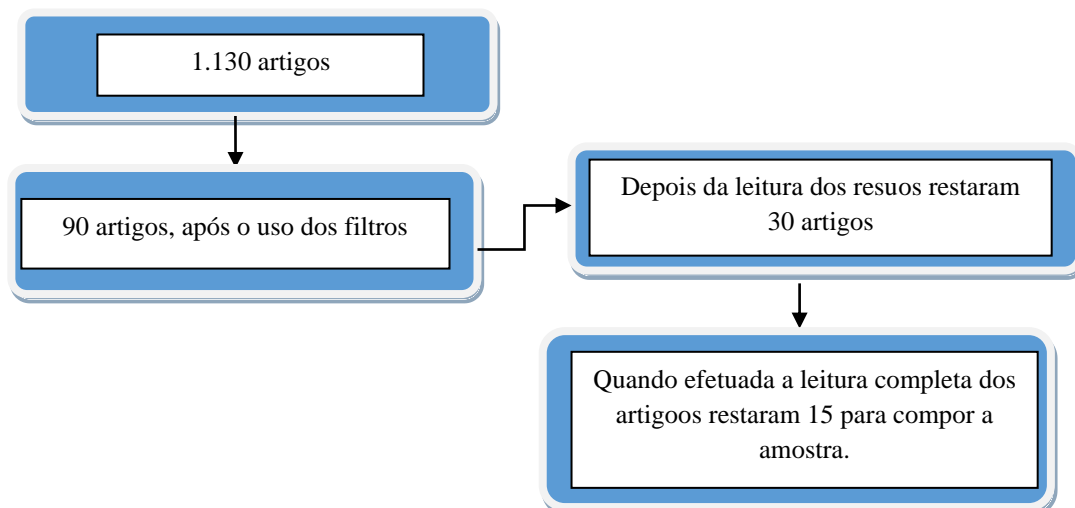 1.130 artigos
90 artigos, após o uso dos filtros
Depois da leitura dos resuos restaram
30 artigos
Quando efetuada a leitura completa dos
artigoos restaram 15 para compor a
amostra.